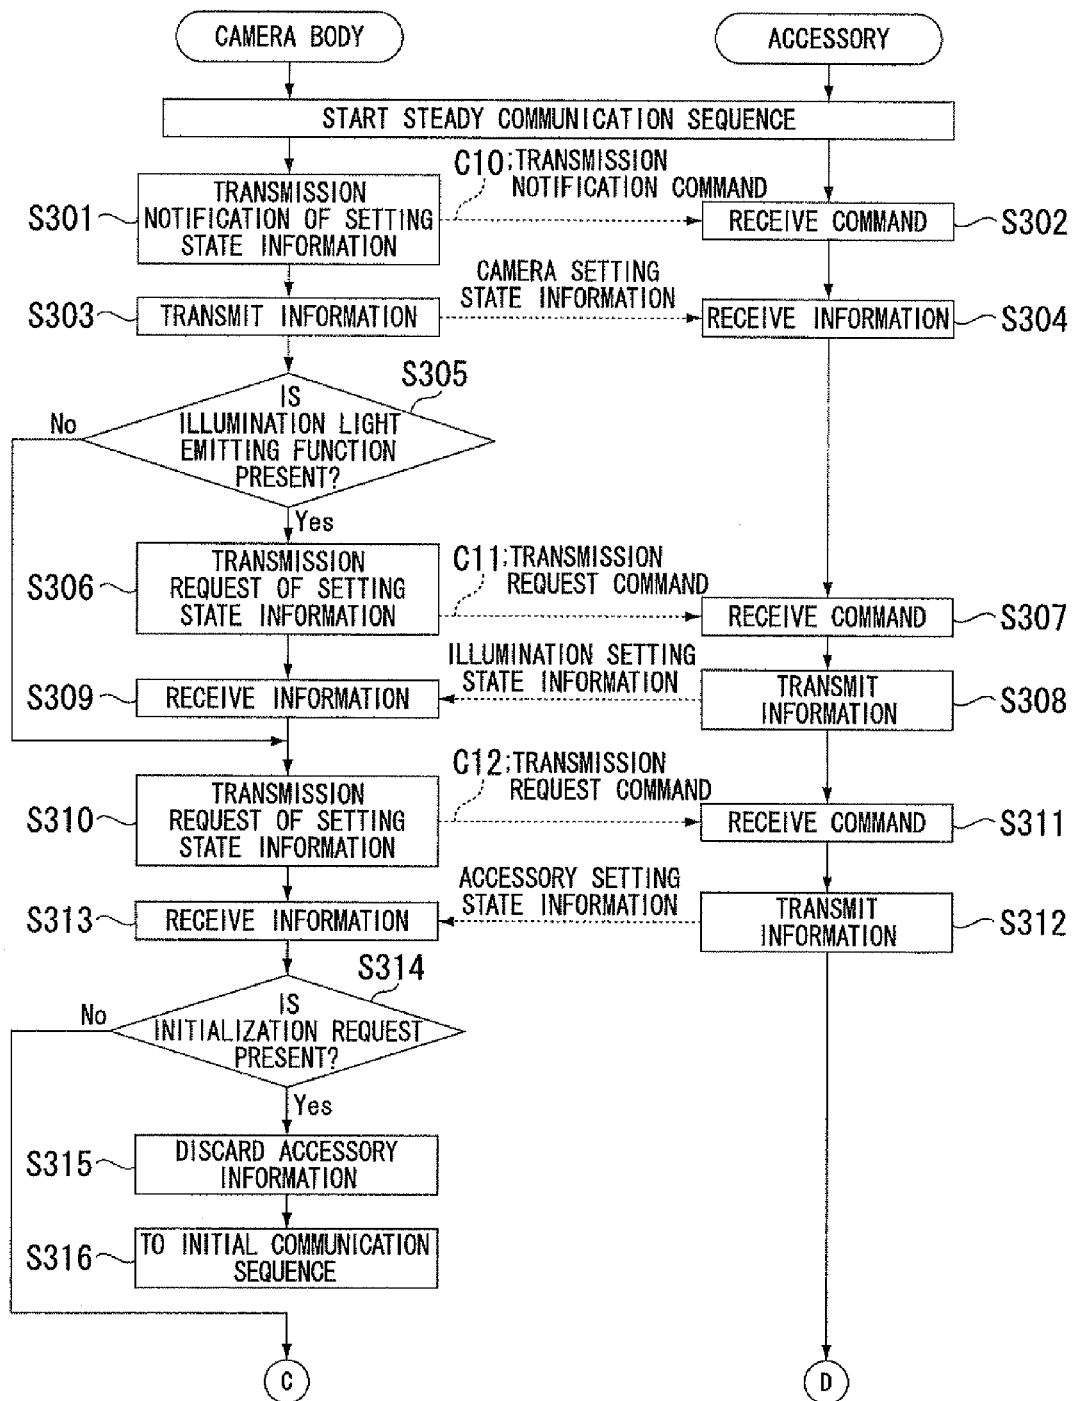 CAMERA BODY
ACCESSORY
START STEADY COMMUNICATION SEQUENCE
C10;TRANSMISSION
NOTIFICATION COMMAND
S301
TRANSMISSION
NOTIFICATION OF SETTING
STATE INFORMATION
RECEIVE COMMAND
S302
CAMERA SETTING
STATE INFORMATION
S303
TRANSMIT INFORMATION
RECEIVE INFORMATION
S304
S305
IS
ILLUMINATION LIGHT
EMITTING FUNCTION
PRESENT?
No
Yes
S306
TRANSMISSION
REQUEST OF SETTING
STATE INFORMATION
C11;TRANSMISSION
REQUEST COMMAND
RECEIVE COMMAND
S307
ILLUMINATION SETTING
STATE INFORMATION
S309
RECEIVE INFORMATION
TRANSMIT
INFORMATION
S308
C12;TRANSMISSION
REQUEST COMMAND
S310
TRANSMISSION
REQUEST OF SETTING
STATE INFORMATION
RECEIVE COMMAND
S311
ACCESSORY SETTING
STATE INFORMATION
S313
RECEIVE INFORMATION
TRANSMIT
INFORMATION
S312
S314
IS
INITIALIZATION REQUEST
PRESENT?
No
Yes
S315
DISCARD ACCESSORY
INFORMATION
S316
TO INITIAL COMMUNICATION
SEQUENCE
C
D